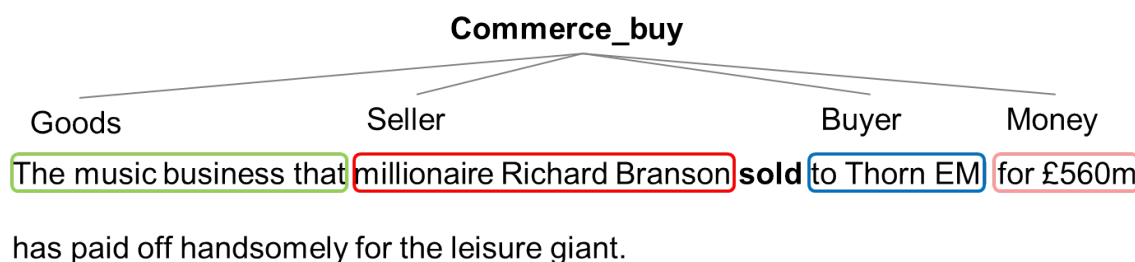 Commerce_buy
Goods Seller Buyer Money
The music business that millionaire Richard Branson sold to Thorn EM for £560m
has paid off handsomely for the leisure giant.